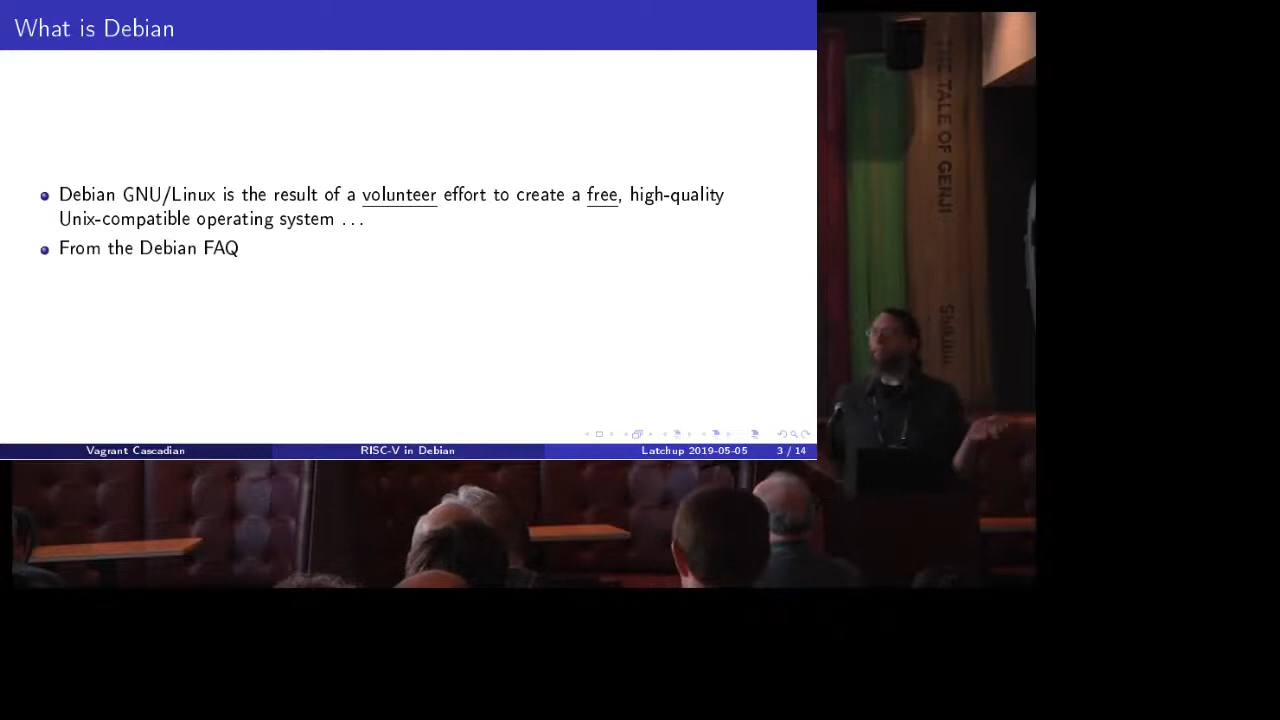 What is Debian
Debian GNU/Linux is the result of a volunteer effort to create a free, high-quality
Unix-compatible operating system ...
From the Debian FAQ
Vagrant Cascadian RISC-V in Debian Latchup 2019-05-05 3 / 14
THE TALE OF GENJI